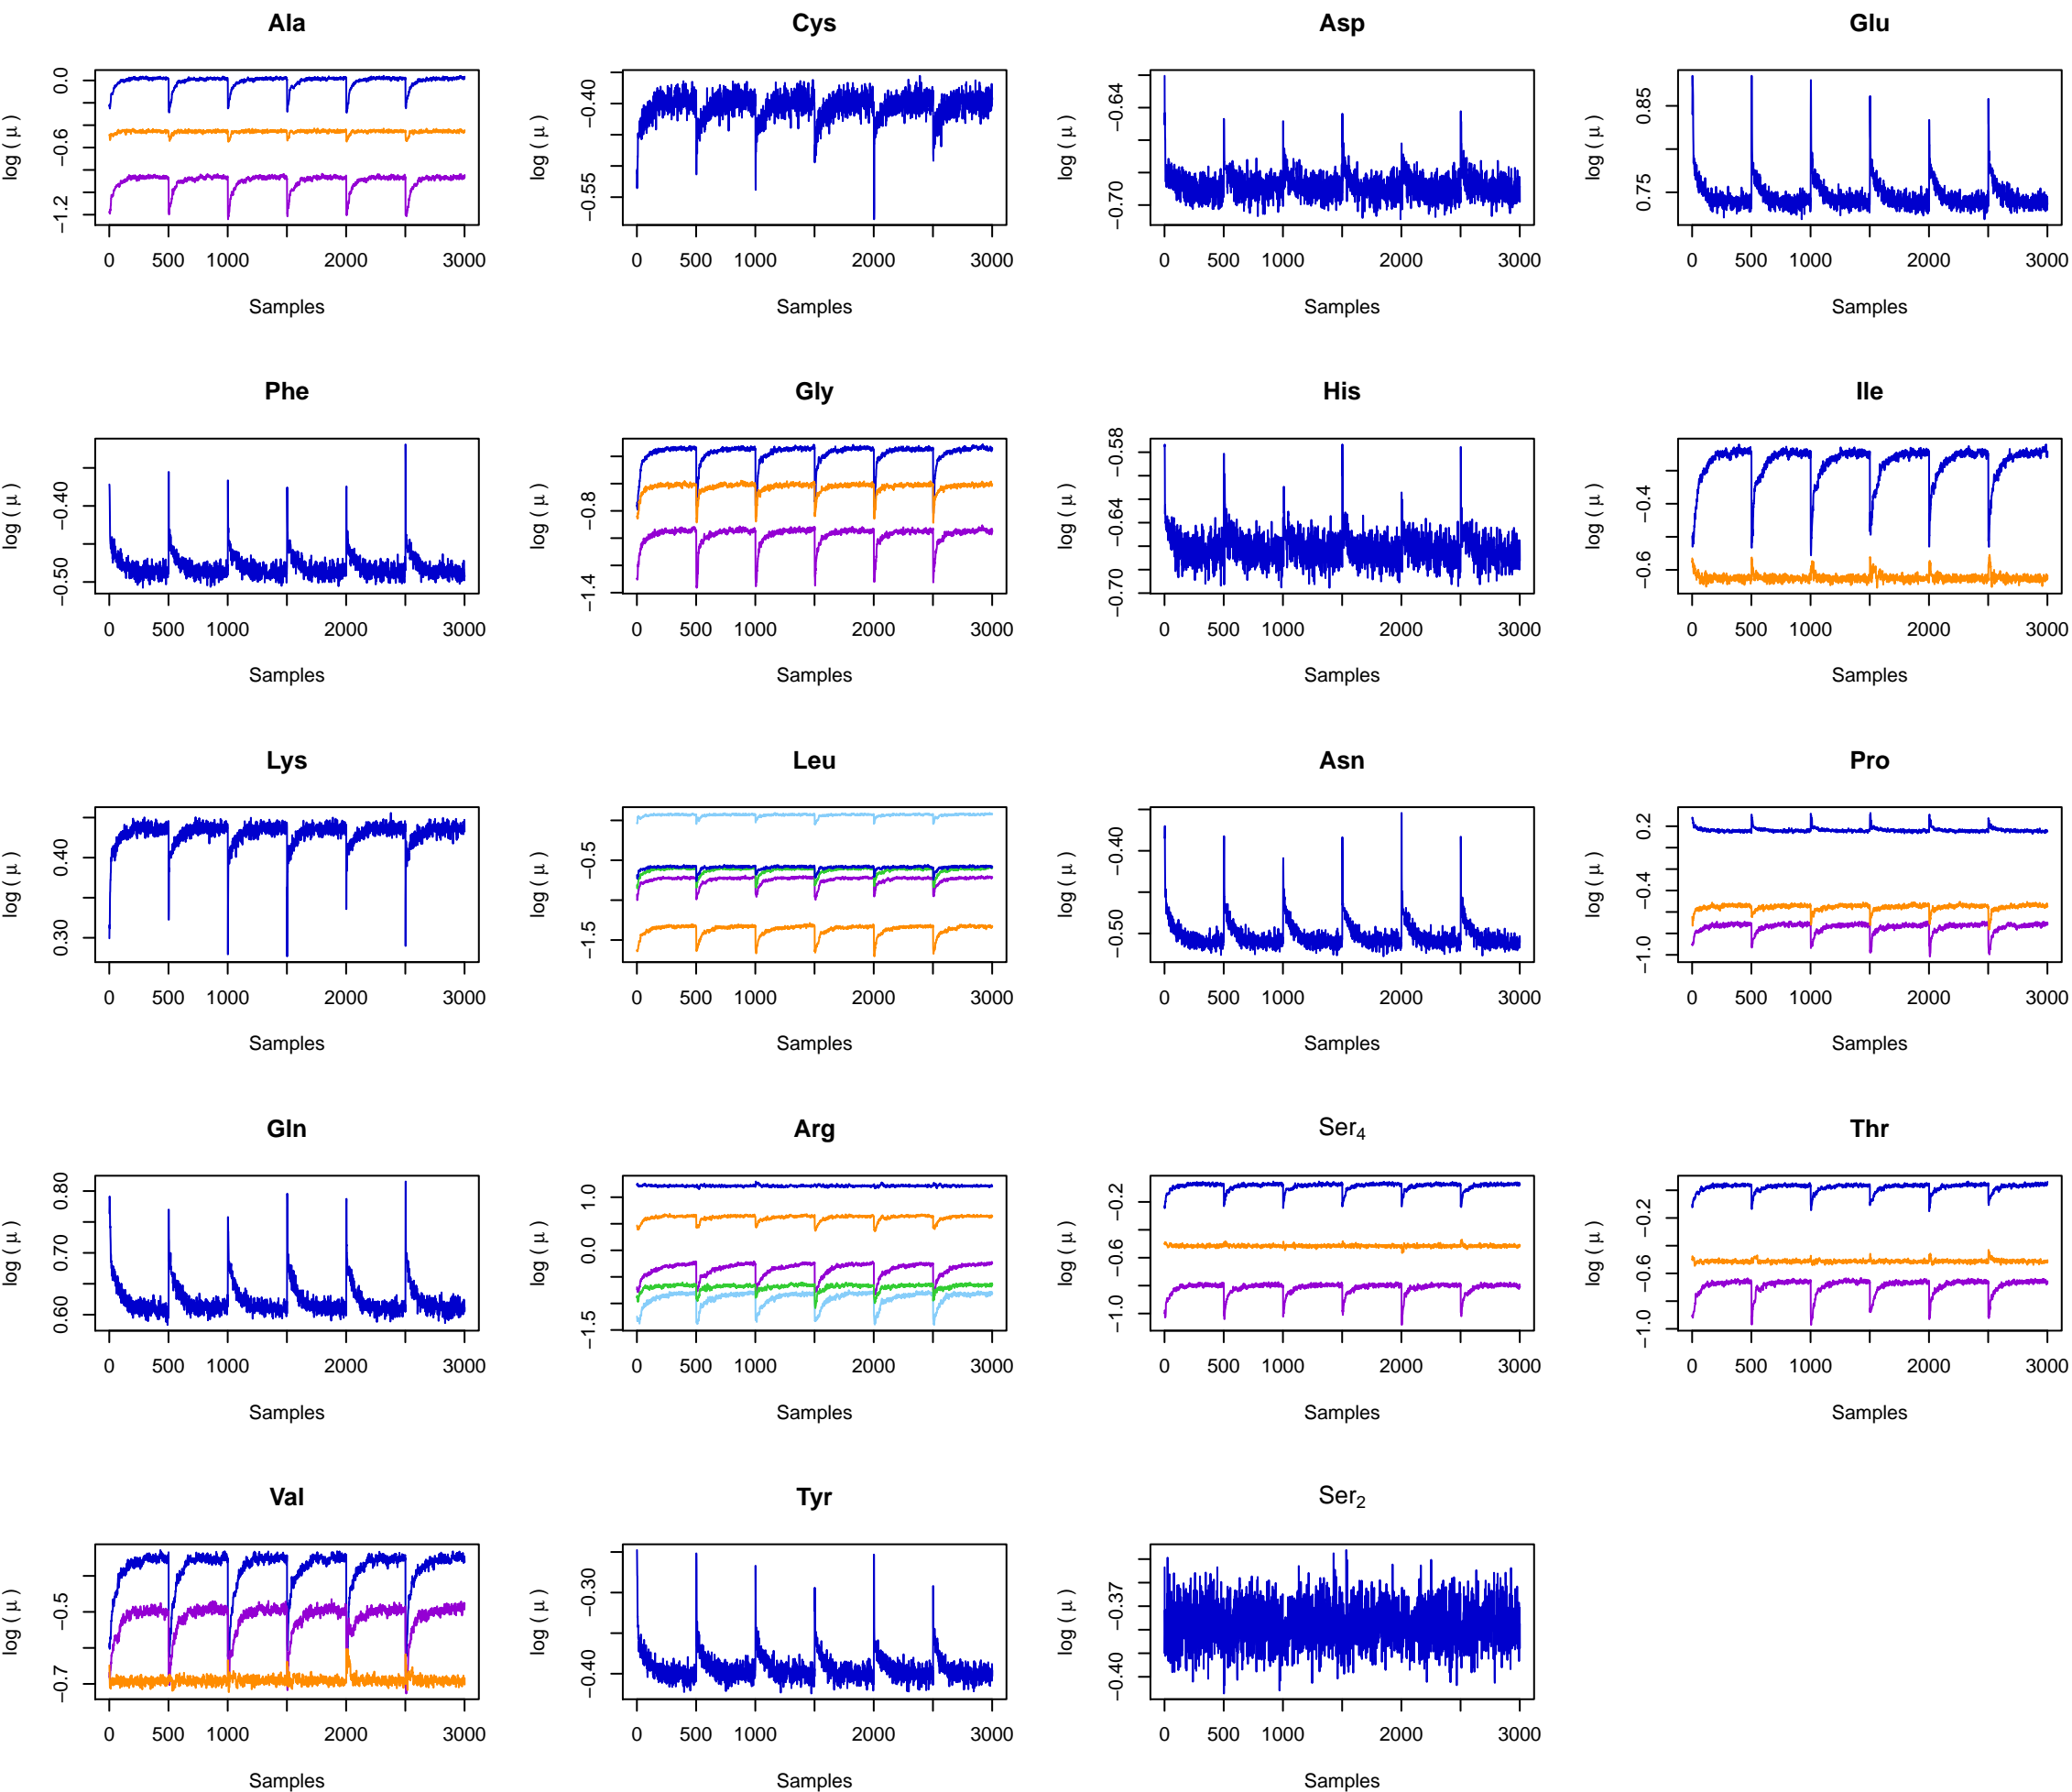 Ala Cys Asp Glu
log ( μ ) 0.0 −0.6 −1.2 log ( μ ) −0.40 −0.55 log ( μ ) −0.64 −0.70 log ( μ ) 0.85 0.75
0 500 1000 2000 3000 0 500 1000 2000 3000 0 500 1000 2000 3000 0 500 1000 2000 3000
Samples Samples Samples Samples
Phe Gly His Ile
log ( μ ) −0.40 −0.50 log ( μ ) −0.8 −1.4 log ( μ ) −0.58 −0.64 −0.70 log ( μ ) −0.4 −0.6
0 500 1000 2000 3000 0 500 1000 2000 3000 0 500 1000 2000 3000 0 500 1000 2000 3000
Samples Samples Samples Samples
Lys Leu Asn Pro
log ( μ ) 0.40 0.30 log ( μ ) −0.5 −1.5 log ( μ ) −0.40 −0.50 log ( μ ) 0.2 −0.4 −1.0
0 500 1000 2000 3000 0 500 1000 2000 3000 0 500 1000 2000 3000 0 500 1000 2000 3000
Samples Samples Samples Samples
Gln Arg Ser4 Thr
log ( μ ) 0.80 0.70 0.60 log ( μ ) 1.0 0.0 −1.5 log ( μ ) −0.2 −0.6 −1.0 log ( μ ) −0.2 −0.6 −1.0
0 500 1000 2000 3000 0 500 1000 2000 3000 0 500 1000 2000 3000 0 500 1000 2000 3000
Samples Samples Samples Samples
Val Tyr Ser2
log ( μ ) −0.5 −0.7 log ( μ ) −0.30 −0.40 log ( μ ) −0.37 −0.40
0 500 1000 2000 3000 0 500 1000 2000 3000 0 500 1000 2000 3000
Samples Samples Samples